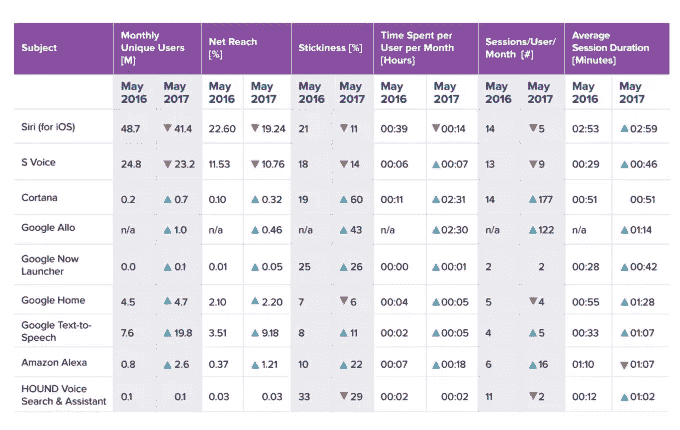 Subject
Monthly
Unique Users
[M]
Net Reach
[%]
Stickiness [%]
Time Spent per
User per Month
[Hours]
Sessions/User/
Month [#]
Average
Session Duration
[Minutes]
May 2016 May 2017 May 2016 May 2017 May 2016 May 2017 May 2016 May 2017 May 2016 May 2017 May 2016 May 2017
Siri (for iOS) 48.7 ▼ 41.4 22.60 ▼ 19.24 21 ▼ 11 00:39 ▼ 00:14 14 ▼ 5 02:53 ▲ 02:59
S Voice 24.8 ▼ 23.2 11.53 ▼ 10.76 18 ▼ 14 00:06 ▲ 00:07 13 ▼ 9 00:29 ▲ 00:46
Cortana 0.2 ▲ 0.7 0.10 ▲ 0.32 19 ▲ 60 00:11 ▲ 02:31 14 ▲ 177 00:51 00:51
Google Allo n/a ▲ 1.0 n/a ▲ 0.46 n/a ▲ 43 n/a ▲ 02:30 n/a ▲ 122 n/a ▲ 01:14
Google Now
Launcher 0.0 ▲ 0.1 0.01 ▲ 0.05 25 ▲ 26 00:00 ▲ 00:01 2 2 00:28 ▲ 00:42
Google Home 4.5 ▲ 4.7 2.10 ▲ 2.20 7 ▼ 6 00:04 ▲ 00:05 5 ▼ 4 00:55 ▲ 01:28
Google Text-to-
Speech 7.6 ▲ 19.8 3.51 ▲ 9.18 8 ▲ 11 00:02 ▲ 00:05 4 ▲ 5 00:33 ▲ 01:07
Amazon Alexa 0.8 ▲ 2.6 0.37 ▲ 1.21 10 ▲ 22 00:07 ▲ 00:18 6 ▲ 16 01:10 ▼ 01:07
HOUND Voice
Search & Assistant 0.1 0.1 0.03 0.03 33 ▼ 29 00:02 00:02 11 ▼ 2 00:12 ▲ 01:02